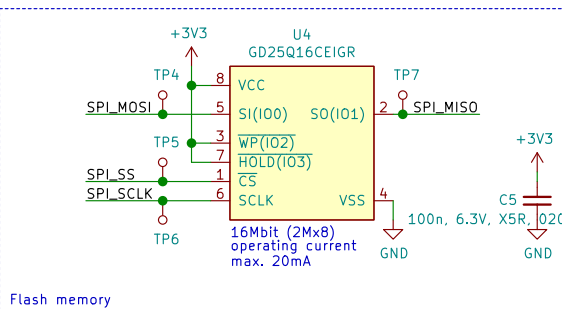 +3V3
U4
GD25Q16CEIGR
TP4
8
VCC
TP7
SPI_MOSI
5
SI(IO0)
SO(IO1)
2
SPI_MISO
TP5
3
WP(IO2)
7
HOLD(IO3)
+3V3
SPI_SS
1
CS
SPI_SCLK
6
SCLK
VSS
4
C5
100n, 6.3V, X5R, 020
TP6
16Mbit (2Mx8)
operating current
max. 20mA
GND
GND
Flash memory